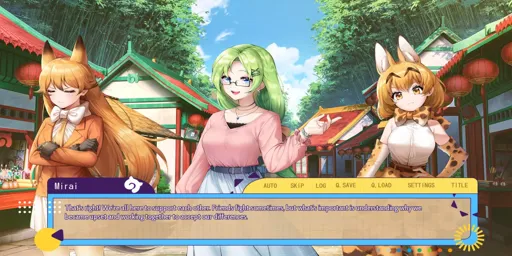 Mirai
AUTO SKIP LOG Q.SAVE Q.LOAD SETTINGS TITLE
That's right! We're all here to support each other. Friends fight sometimes, but what's important is understanding why we
became upset and working together to accept our differences.